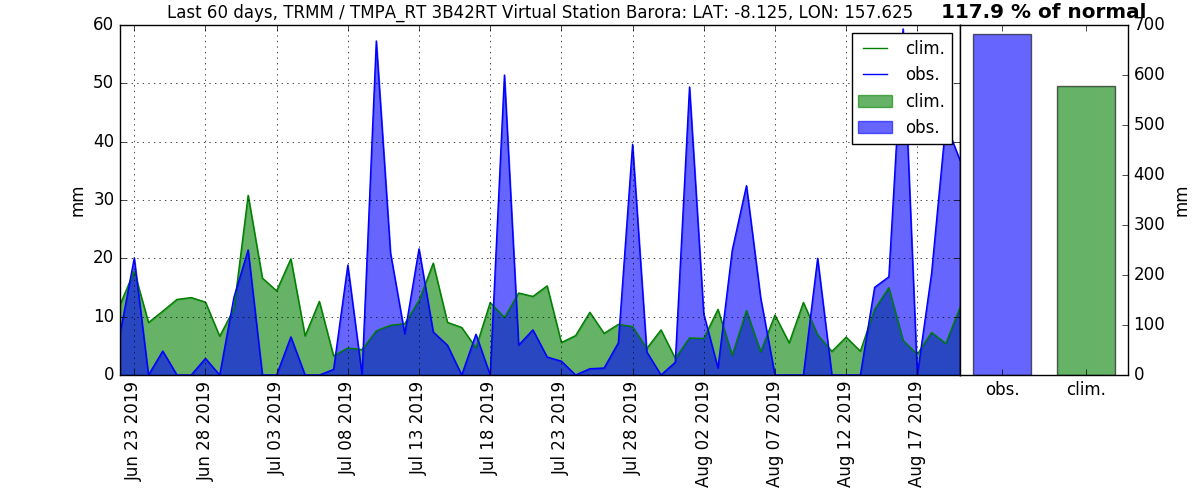 Last 60 days, TRMM / TMPA_RT 3B42RT Virtual Station Barora: LAT: -8.125, LON: 157.625
117.9 % of normal
60
50
40
30
20
10
0
mm
clim.
obs.
clim.
obs.
700
600
500
400
300
200
100
0
mm
Jun 23 2019
Jun 28 2019
Jul 03 2019
Jul 08 2019
Jul 13 2019
Jul 18 2019
Jul 23 2019
Jul 28 2019
Aug 02 2019
Aug 07 2019
Aug 12 2019
Aug 17 2019
obs.
clim.